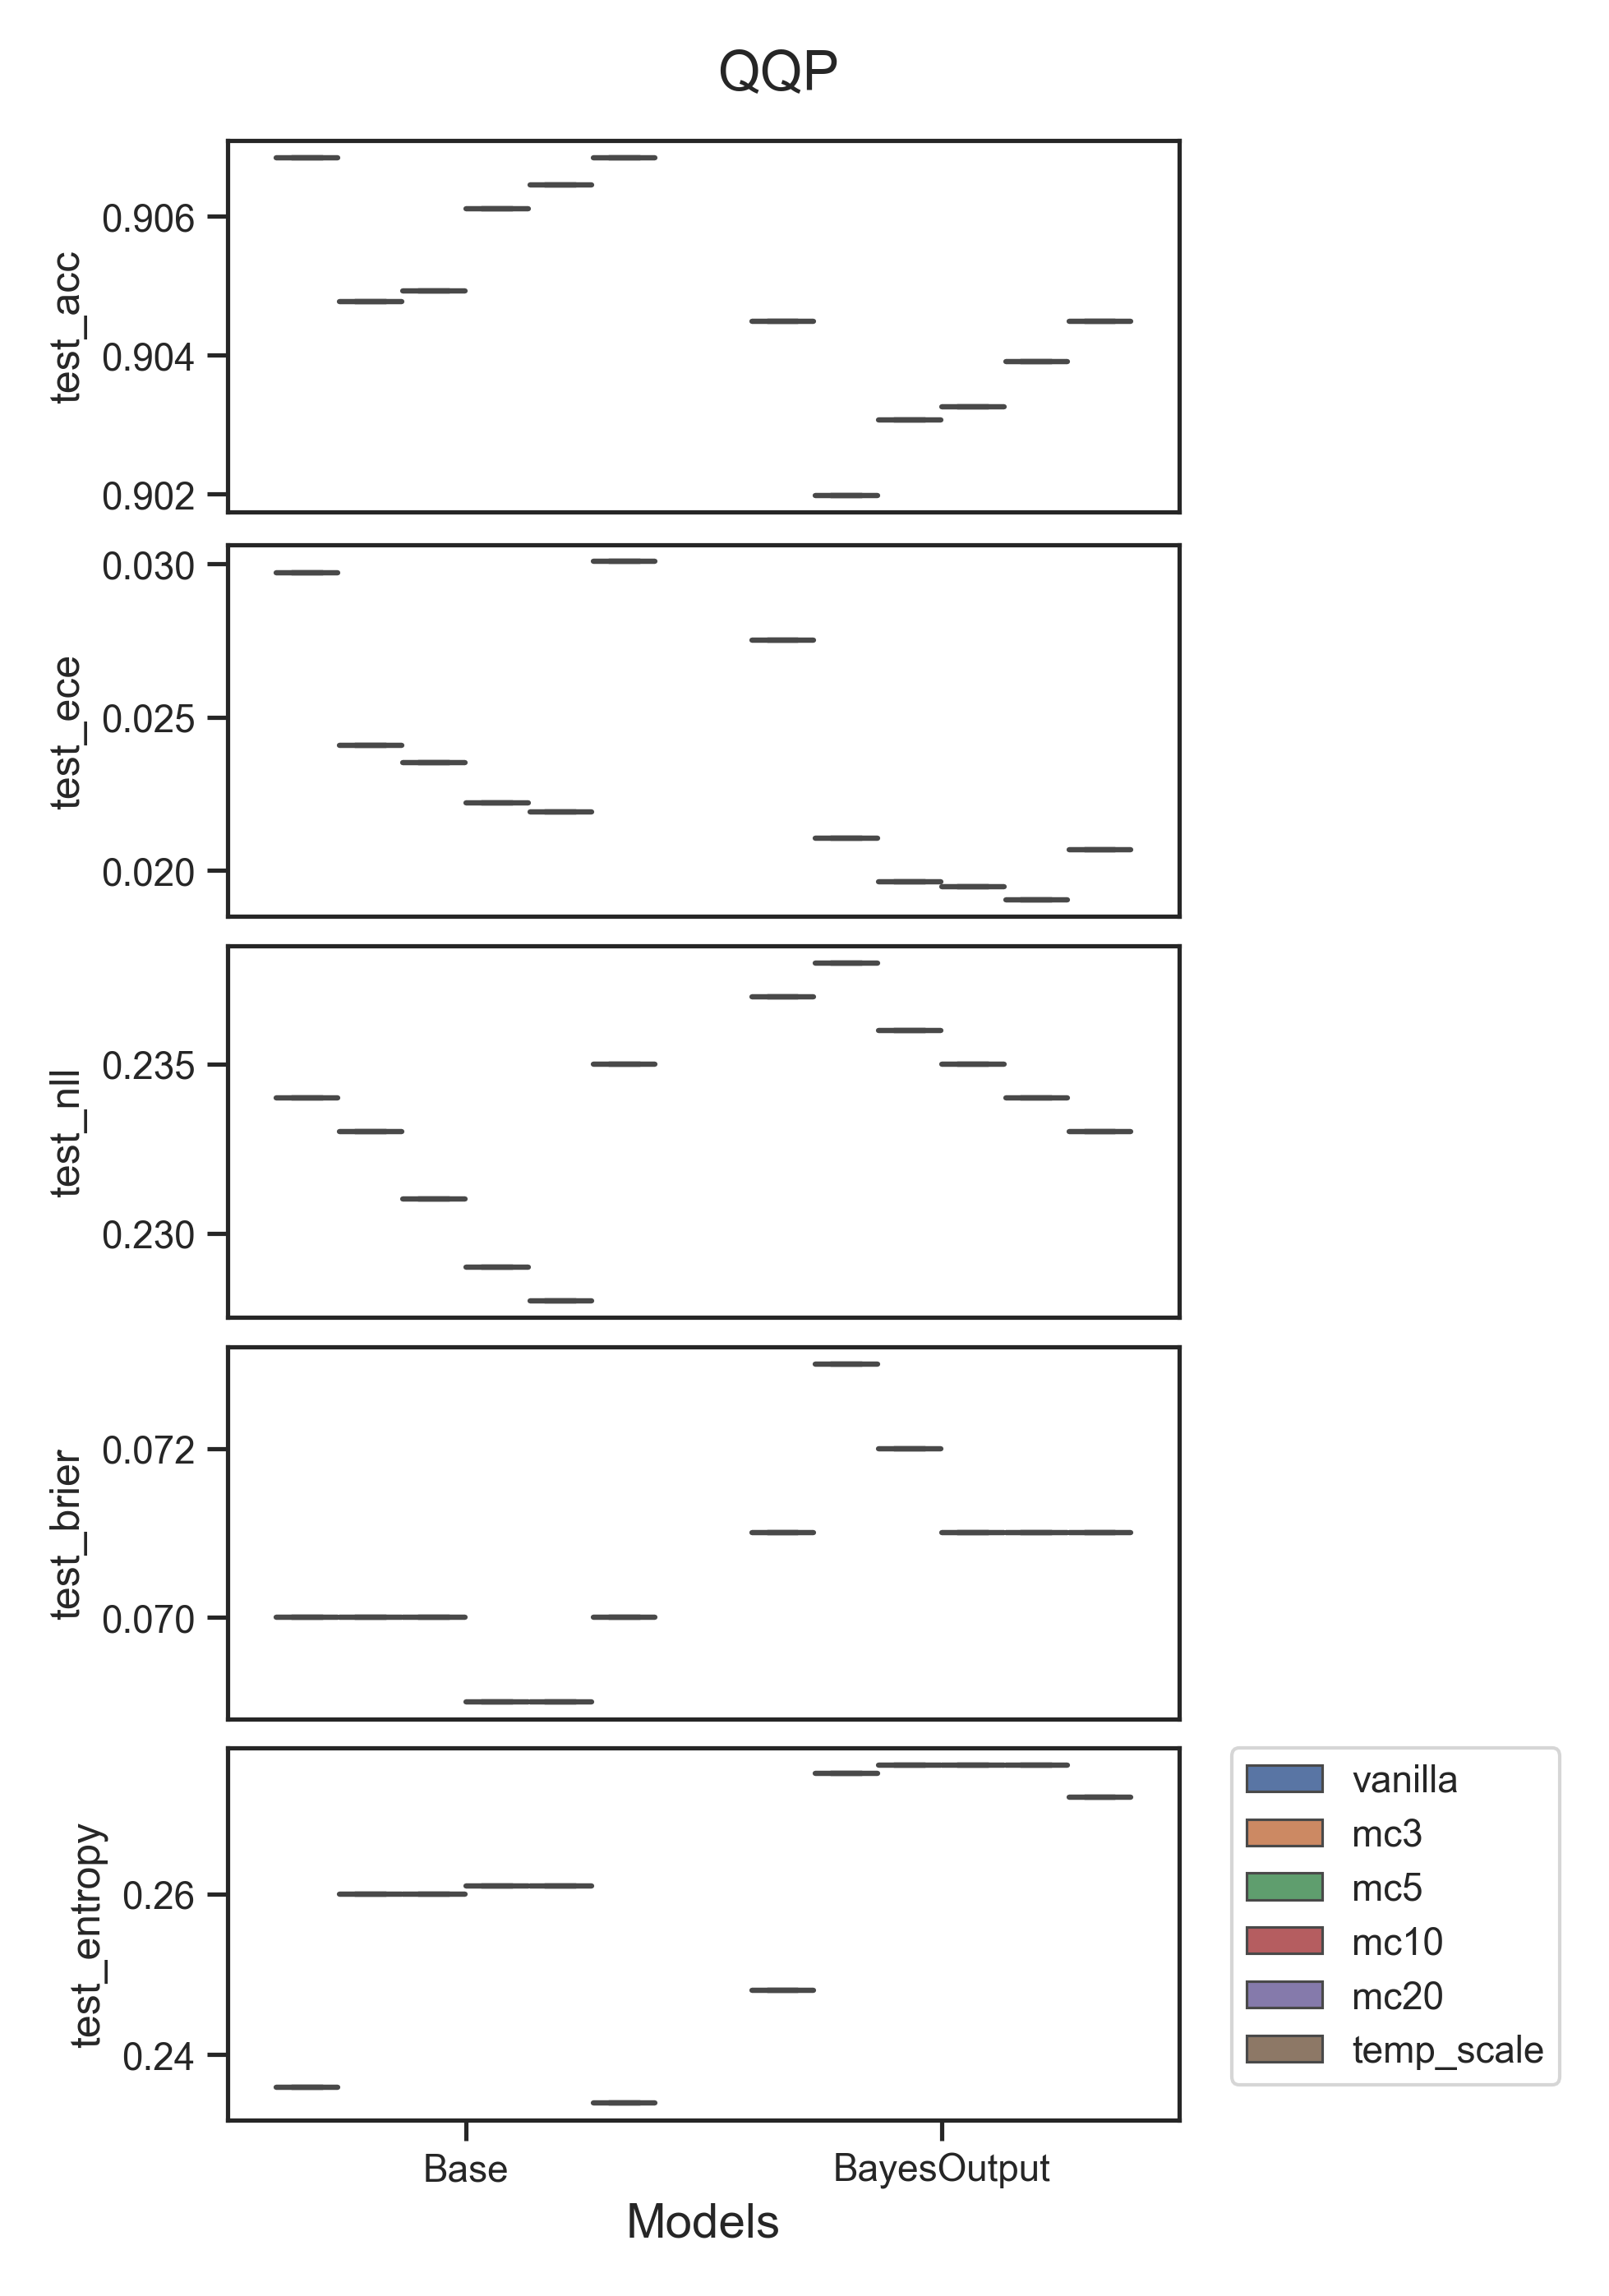 QQP
test_acc
0.906
0.904
0.902
test_ece
0.030
0.025
0.020
test_nll
0.235
0.230
test_brier
0.072
0.070
test_entropy
0.26
0.24
Base
BayesOutput
Models
vanilla
mc3
mc5
mc10
mc20
temp_scale